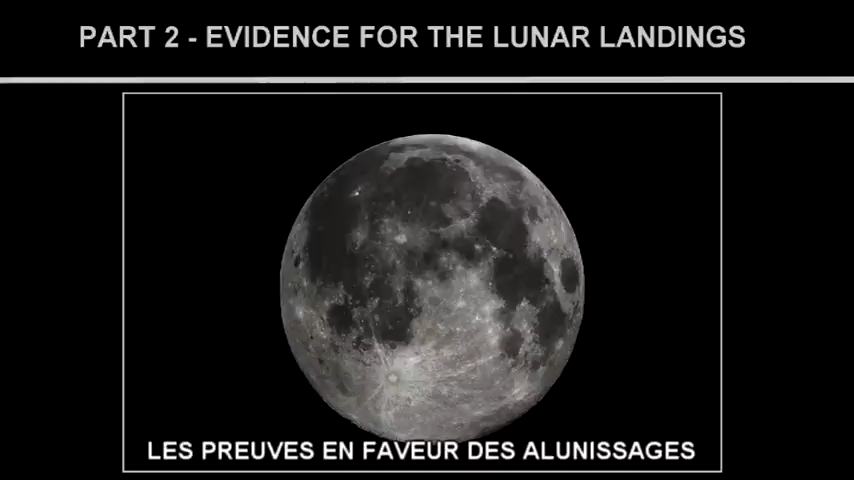 PART 2 - EVIDENCE FOR THE LUNAR LANDINGS
LES PREUVES EN FAVEUR DES ALUNISSAGES